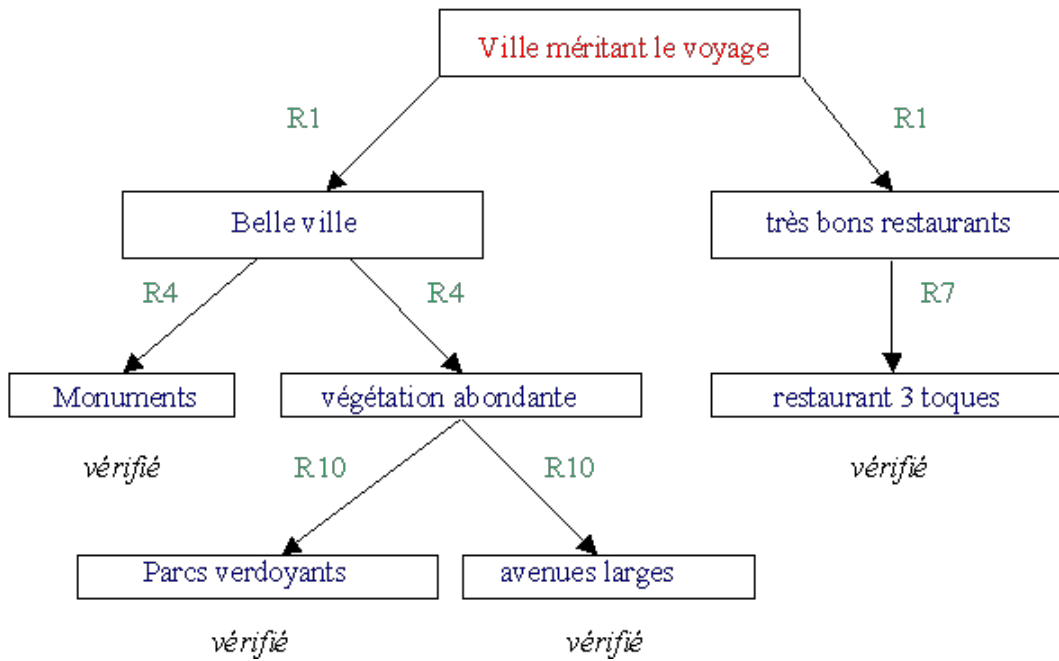 Ville méritant le voyage
R1
R1
Belle ville
très bons restaurants
R4
R4
R7
Monuments
végétation abondante
restaurant 3 toques
vérifié
R10
R10
vérifié
Parcs verdoyants
avenues larges
vérifié
vérifié